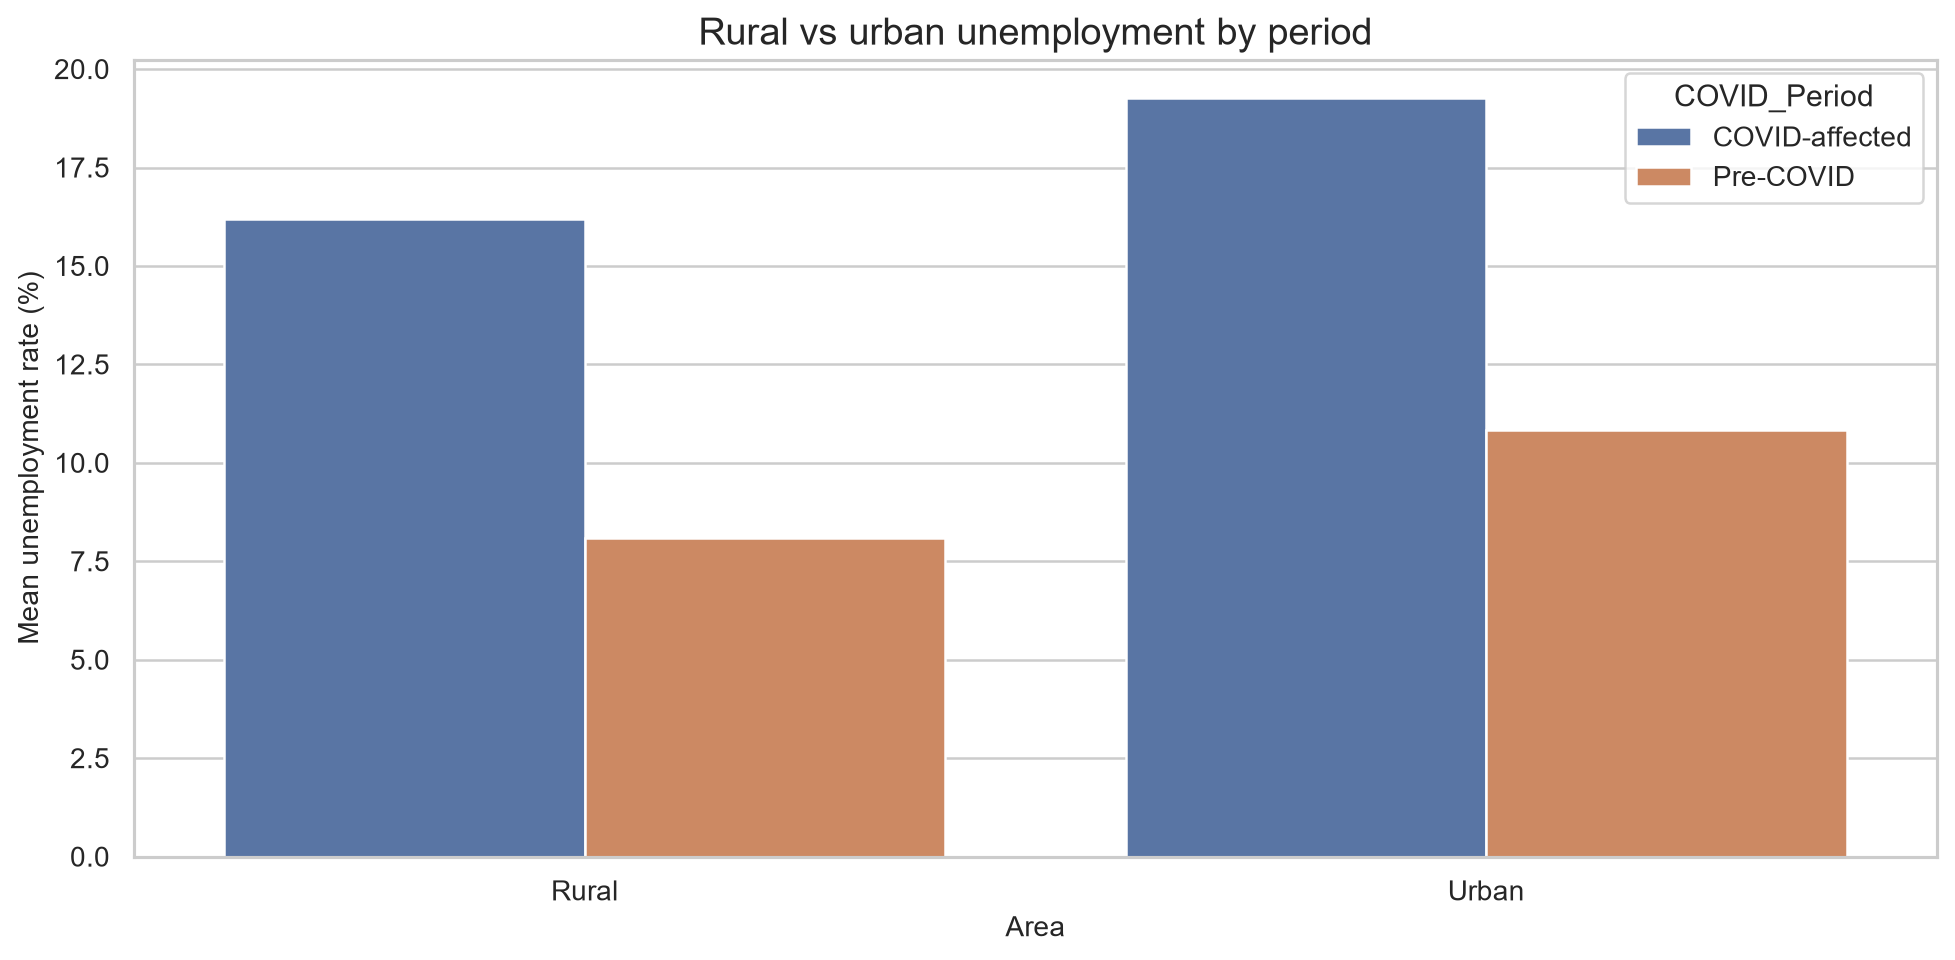 Rural vs urban unemployment by period
COVID_Period
COVID-affected
Pre-COVID
Mean unemployment rate (%)
20.0
17.5
15.0
12.5
10.0
7.5
5.0
2.5
0.0
Rural
Urban
Area